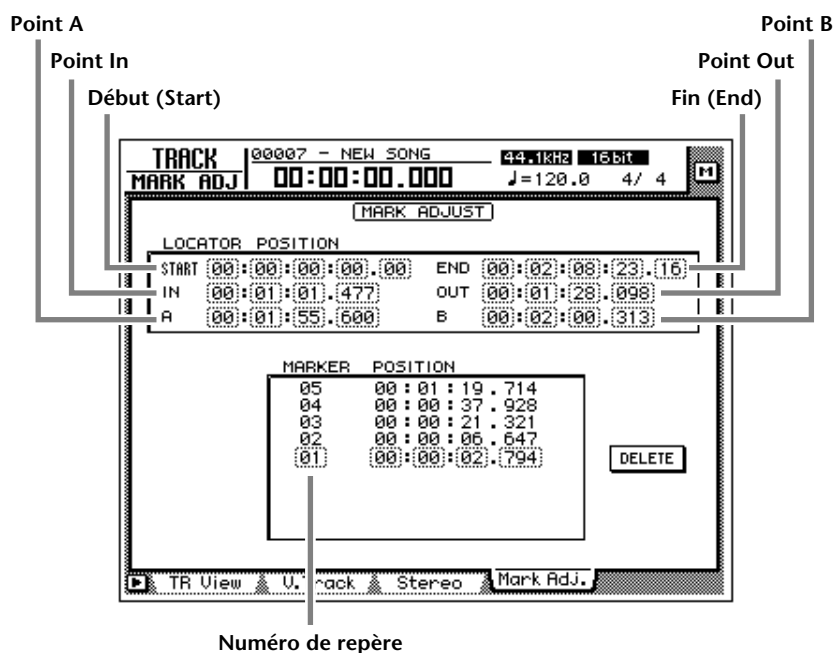 Point A
Point B
Point In
Point Out
Début (Start)
Fin (End)
TRACK
MARK ADJ
00007 - NEW SONG
00:00:00.000
44.1kHz 16bit
♩=120.0 4/ 4
M
MARK ADJUST
LOCATOR POSITION
START 00:00:00:00.00 END 00:02:08:23.16
IN 00:01:01.477 OUT 00:01:28.098
A 00:01:55.600 B 00:02:00.313
MARKER POSITION
05 00:01:19.714
04 00:00:37.928
03 00:00:21.321
02 00:00:06.647
01 00:00:02.794
DELETE
TR View V.Track Stereo Mark Adj.
Numéro de repère